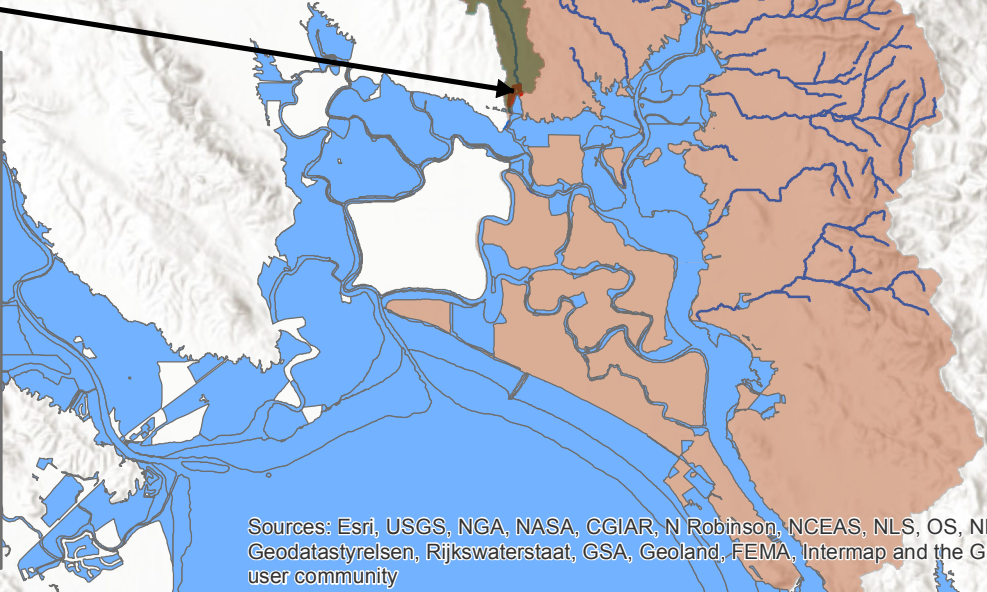 Sources: Esri, USGS, NGA, NASA, CGIAR, N Robinson, NCEAS, NLS, OS,
Geodatastyrelsen, Rijkswaterstaat, GSA, Geoland, FEMA, Intermap and the
user community